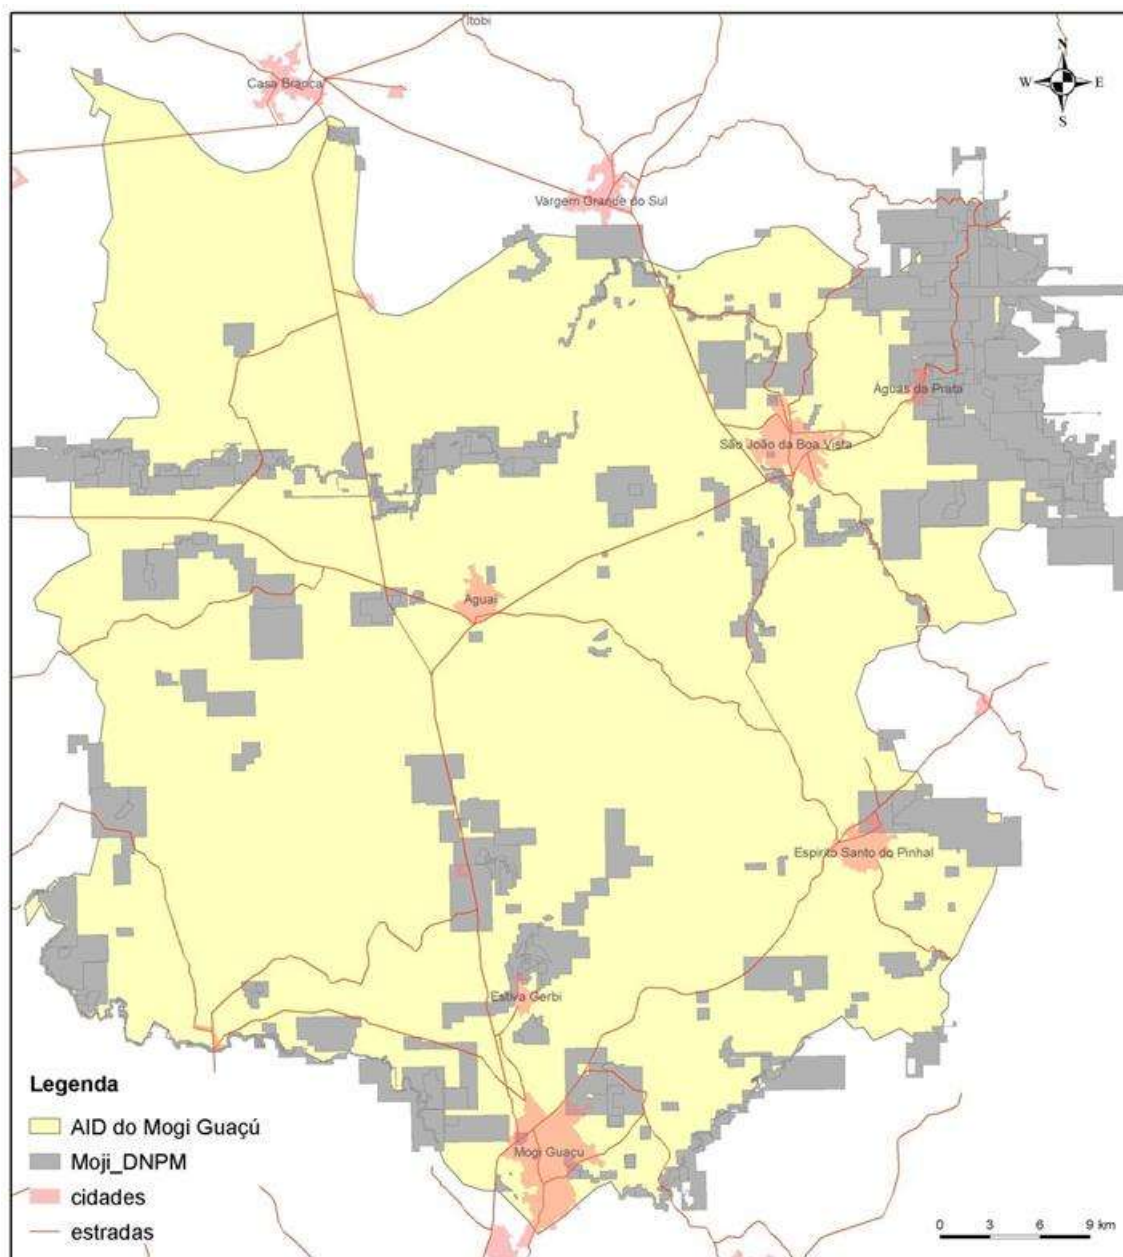 Itobi
Casa Branca
N
W E
S
Vargem Grande do Sul
Águas da Prata
São João da Boa Vista
Aguaí
Espirito Santo do Pinhal
Estiva Gerbi
Mogi Guaçu
Legenda
AID do Mogi Guaçú
Moji_DNPM
cidades
estradas
0 3 6 9 km